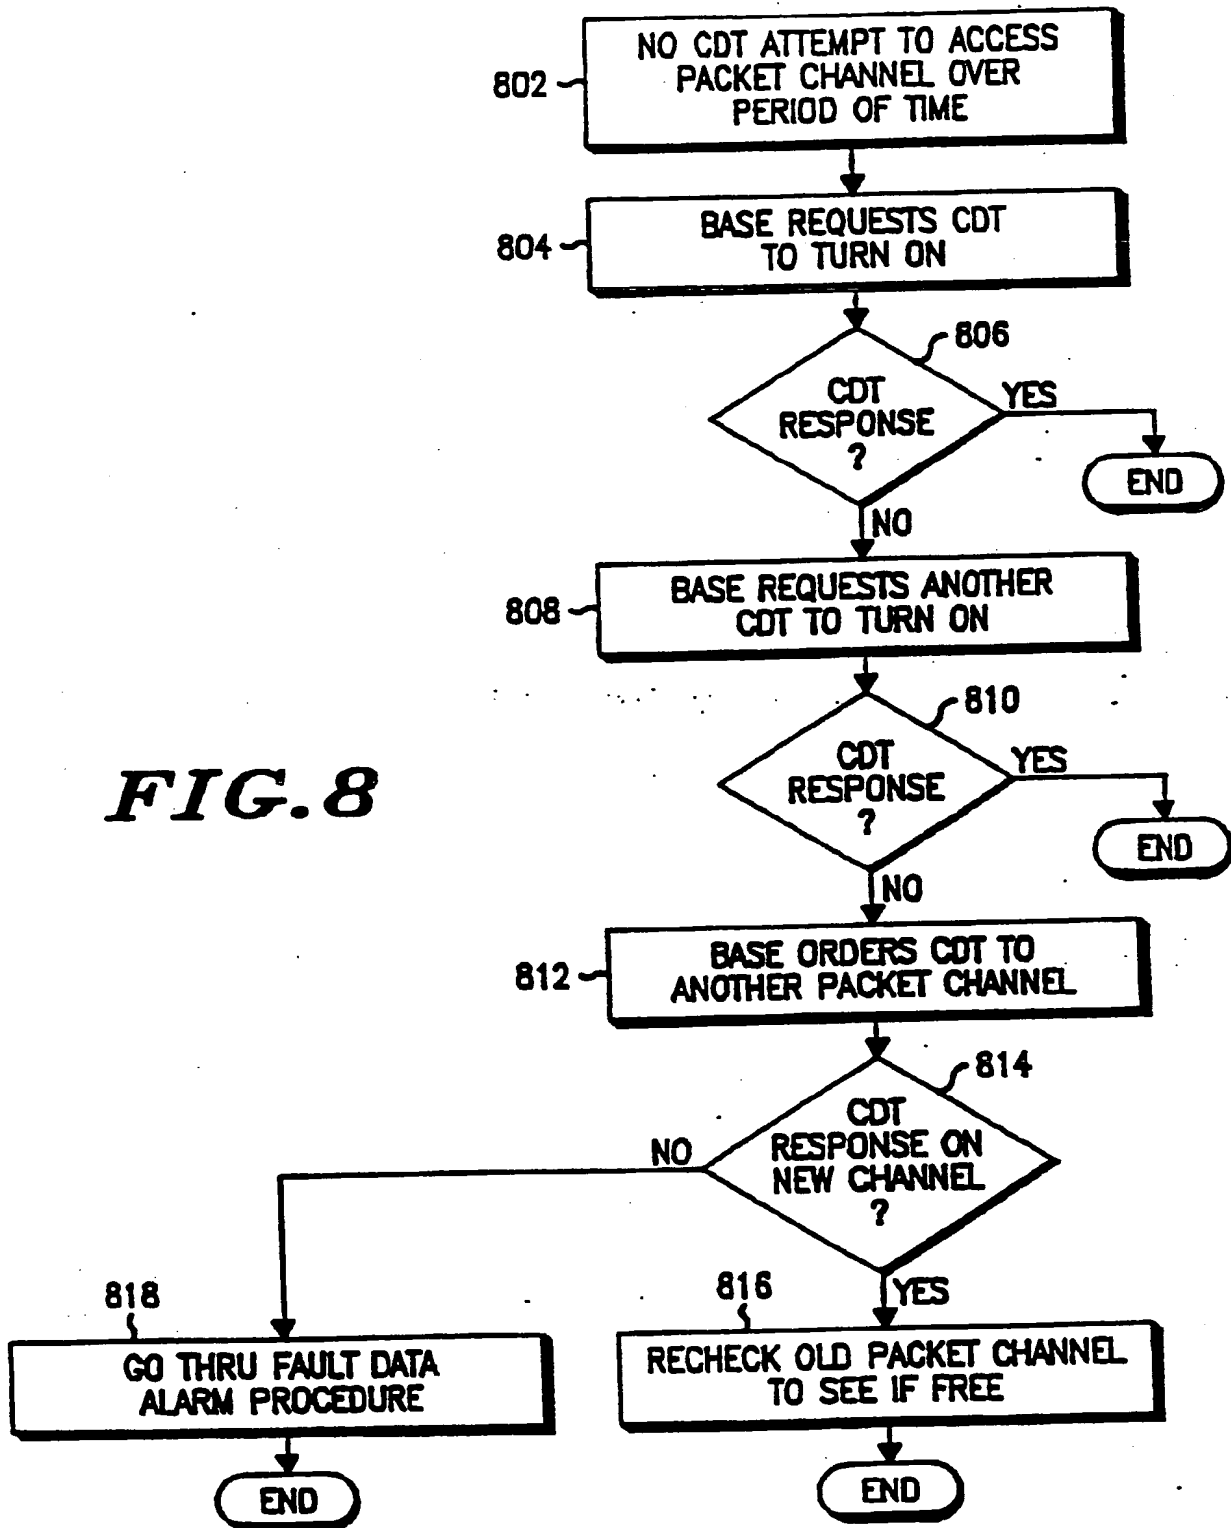 802
NO CDT ATTEMPT TO ACCESS
PACKET CHANNEL OVER
PERIOD OF TIME
804
BASE REQUESTS CDT
TO TURN ON
806
CDT
RESPONSE
?
YES
END
NO
808
BASE REQUESTS ANOTHER
CDT TO TURN ON
810
CDT
RESPONSE
?
YES
END
NO
FIG.8
812
BASE ORDERS CDT TO
ANOTHER PACKET CHANNEL
814
CDT
RESPONSE ON
NEW CHANNEL
?
NO
YES
818
GO THRU FAULT DATA
ALARM PROCEDURE
END
816
RECHECK OLD PACKET CHANNEL
TO SEE IF FREE
END